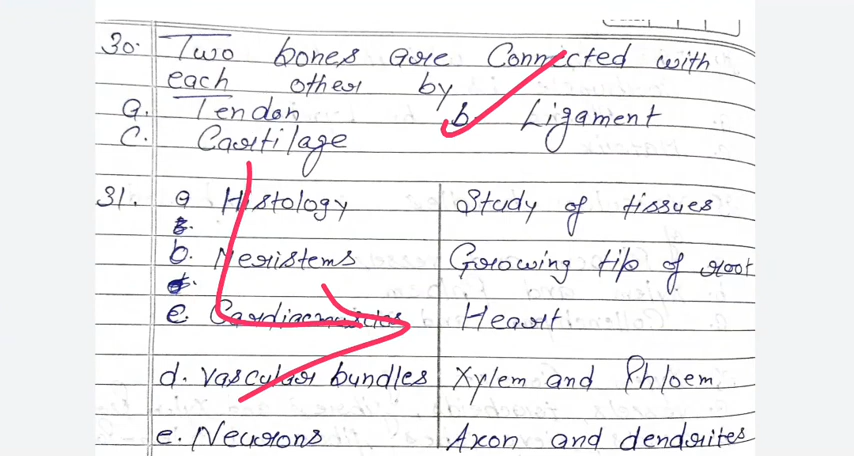 30. Two bones are Connected with
each other by
a. Tendon b. Ligament
C. Cartilage
31. a Histology Study of tissues
b. Meristems Growing tip of root
c. Cardiacmuscles Heart
d. Vascular bundles Xylem and Phloem
e. Neurons Axon and dendrites